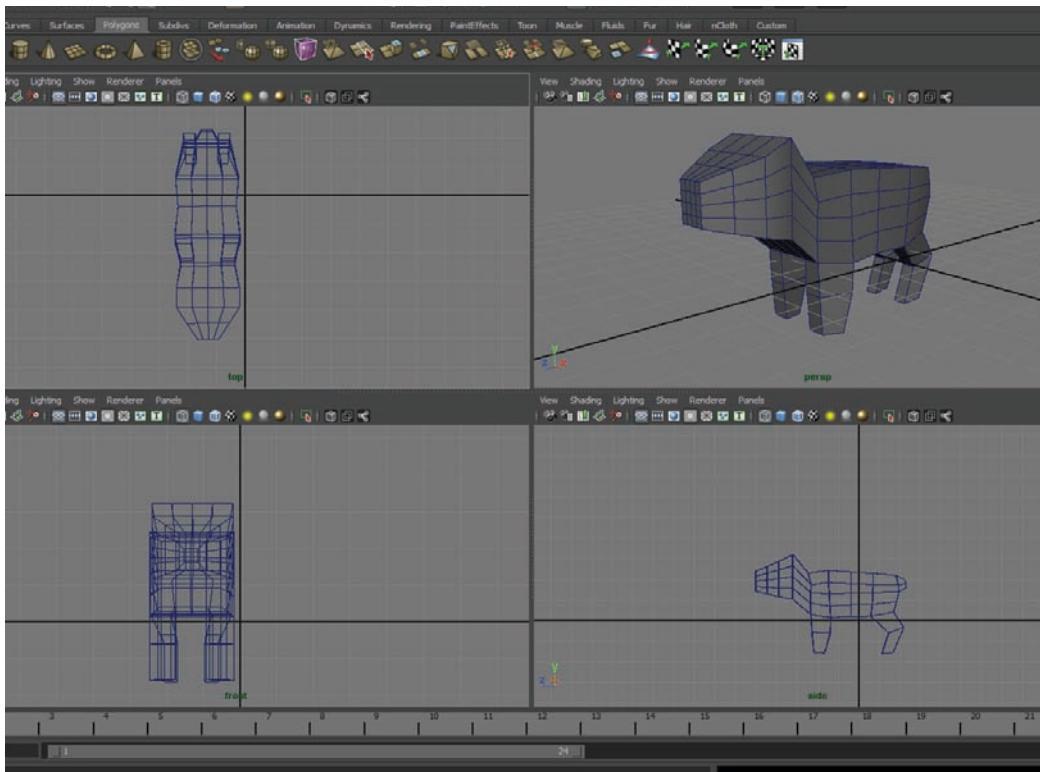 Curves Surfaces Polygons Subdivs Deformation Animation Dynamics Rendering PaintEffects Toon Muscle Fluids Fur Hair nCloth Custom
Lighting Show Renderer Panels
View Shading Lighting Show Renderer Panels
top
y
z x
persp
Lighting Show Renderer Panels
View Shading Lighting Show Renderer Panels
front
y
z
side
3 4 5 6 7 8 9 10 11 12 13 14 15 16 17 18 19 20 21
1 24